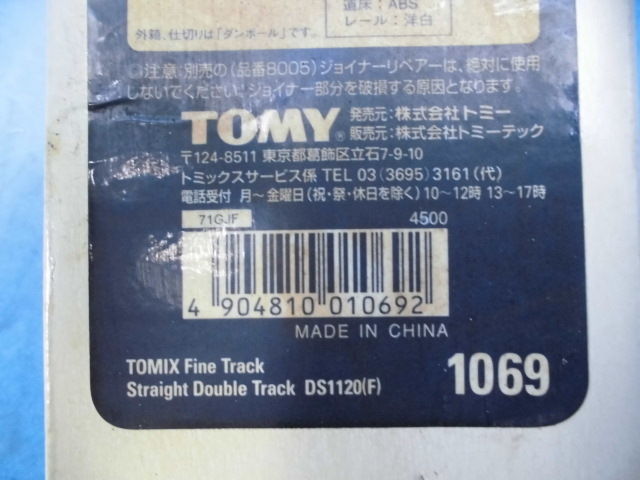 道床：ABS
レール：洋白
外箱、仕切りは「ダンボール」です。
注意：別売の（品番8005）ジョイナーリペアーは、絶対に使用
しないでください。ジョイナー部分を破損する原因となります。
TOMY® 発売元：株式会社トミー
販売元：株式会社トミーテック
〒124-8511 東京都葛飾区立石7-9-10
トミックスサービス係 TEL 03（3695）3161（代）
電話受付 月～金曜日（祝・祭・休日を除く）10～12時 13～17時
71GJF 4500
4 904810 010692
MADE IN CHINA
TOMIX Fine Track
Straight Double Track DS1120(F) 1069